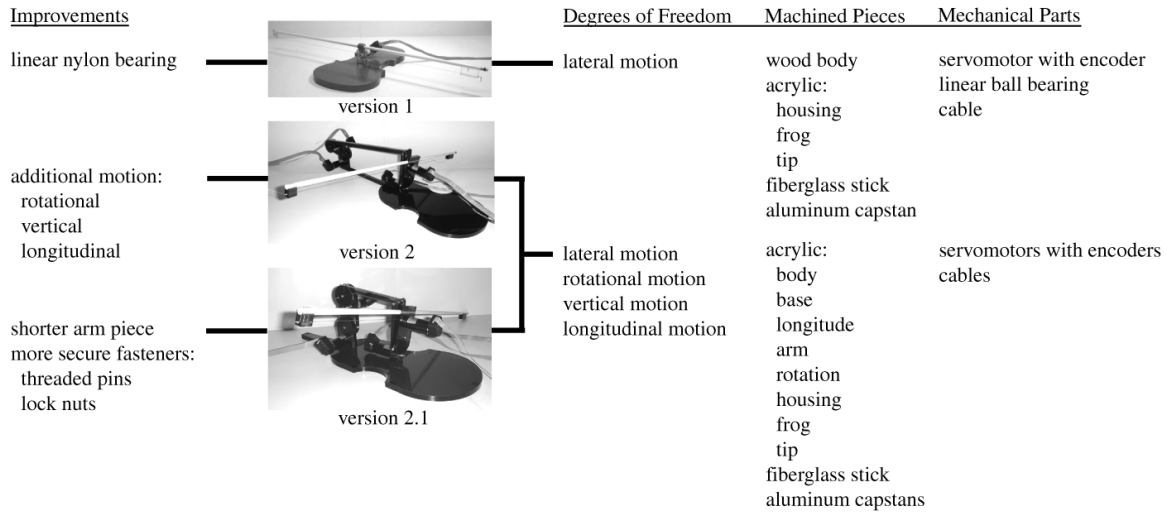 Improvements
linear nylon bearing
additional motion:
rotational
vertical
longitudinal
shorter arm piece
more secure fasteners:
threaded pins
lock nuts
version 1
version 2
version 2.1
Degrees of Freedom
lateral motion
lateral motion
rotational motion
vertical motion
longitudinal motion
Machined Pieces
wood body
acrylic:
housing
frog
tip
fiberglass stick
aluminum capstan
acrylic:
body
base
longitude
arm
rotation
housing
frog
tip
fiberglass stick
aluminum capstans
Mechanical Parts
servomotor with encoder
linear ball bearing
cable
servomotors with encoders
cables